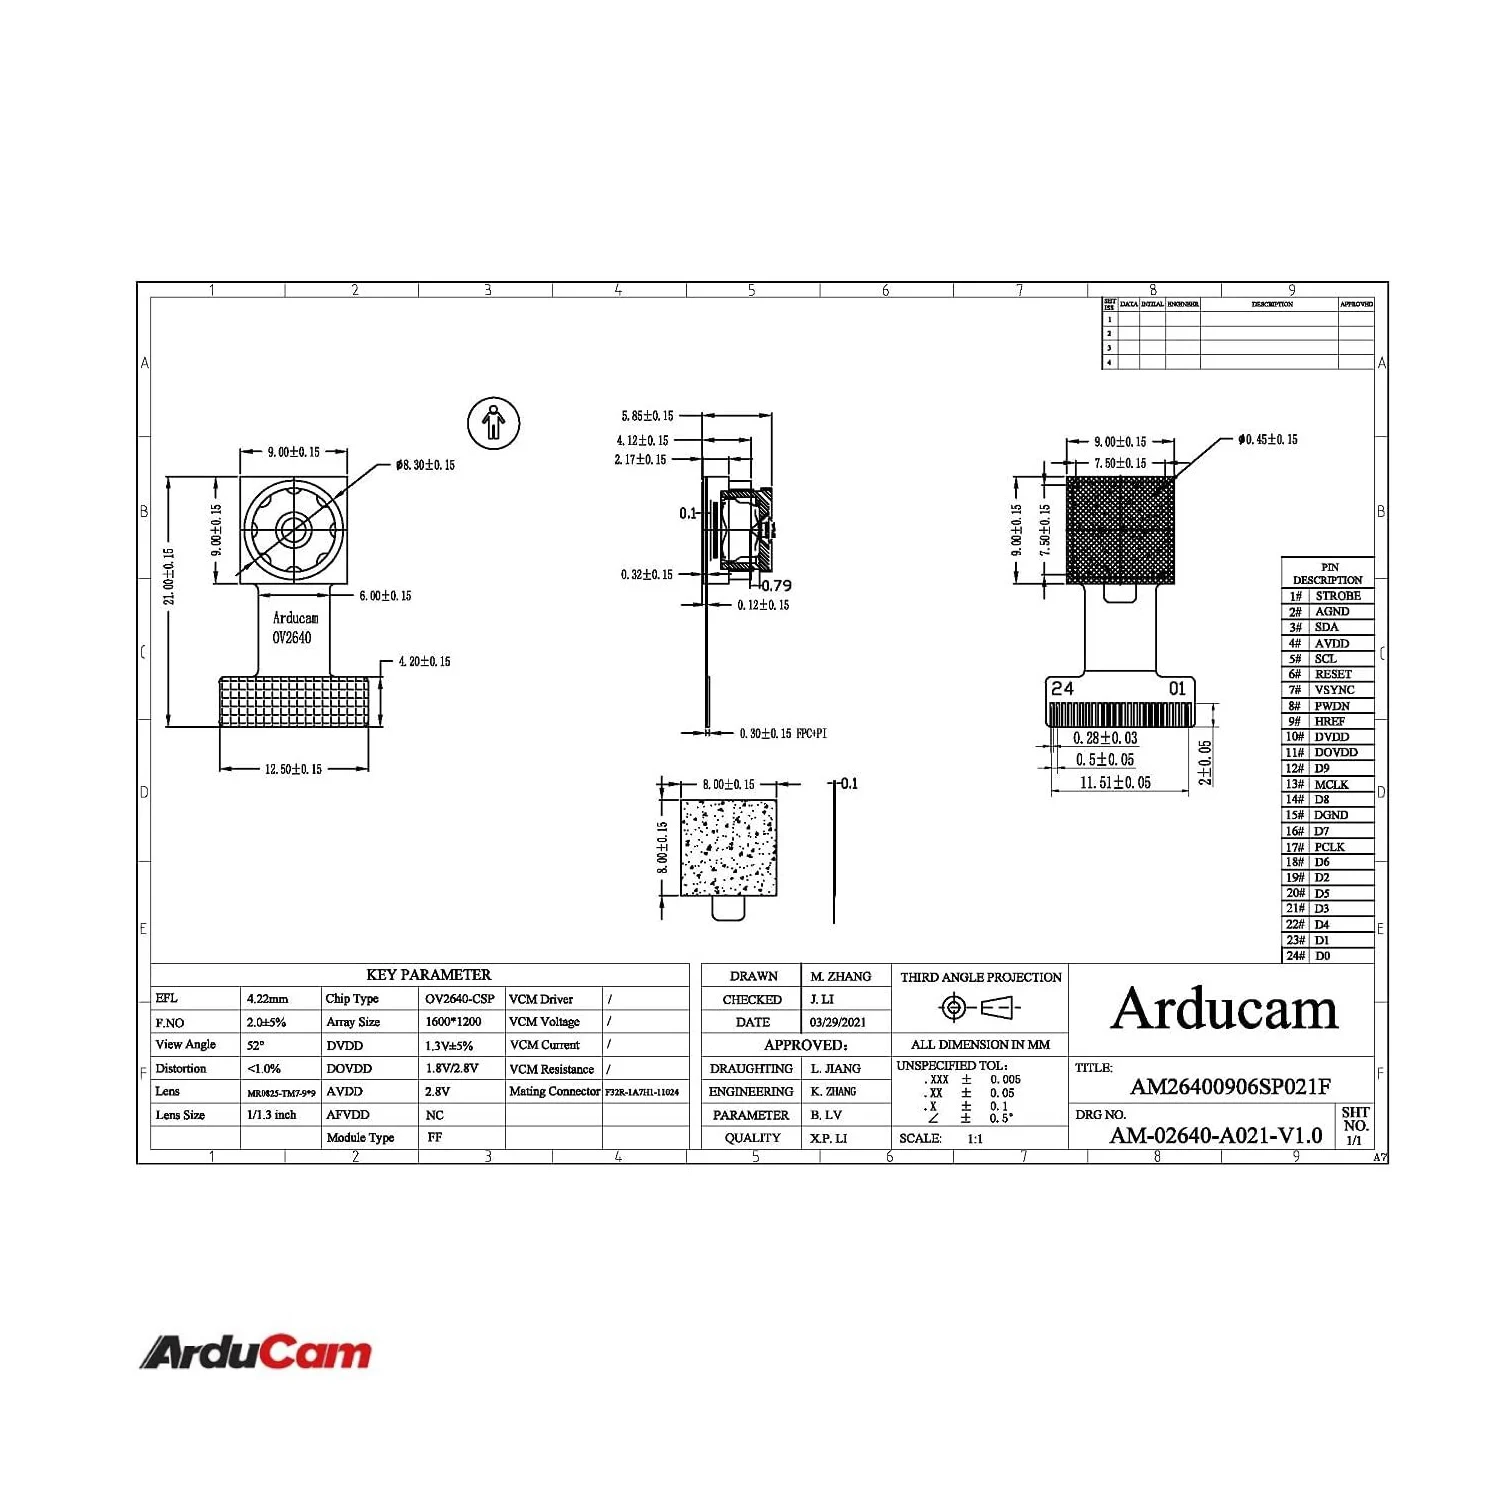 1 2 3 4 5 6 7 8 9
DATA INITIAL ENGINEER DESCRIPTION APPROVED
1
2
3
4
A A
B B
C C
D D
E E
F F
9.00±0.15
ø8.30±0.15
9.00±0.15
21.00±0.15
6.00±0.15
Arducam
OV2640
4.20±0.15
12.50±0.15
5.85±0.15
4.12±0.15
2.17±0.15
0.1
0.32±0.15
0.79
0.12±0.15
0.30±0.15 FPC+PI
8.00±0.15
0.1
8.00±0.15
9.00±0.15
ø0.45±0.15
7.50±0.15
9.00±0.15
7.50±0.15
24 01
0.28±0.03
0.5±0.05
11.51±0.05
2±0.05
PIN
DESCRIPTION
1# STROBE
2# AGND
3# SDA
4# AVDD
5# SCL
6# RESET
7# VSYNC
8# PWDN
9# HREF
10# DVDD
11# DOVDD
12# D9
13# MCLK
14# D8
15# DGND
16# D7
17# PCLK
18# D6
19# D2
20# D5
21# D3
22# D4
23# D1
24# D0
KEY PARAMETER
EFL 4.22mm Chip Type OV2640-CSP VCM Driver /
F.NO 2.0±5% Array Size 1600*1200 VCM Voltage /
View Angle 52° DVDD 1.3V±5% VCM Current /
Distortion <1.0% DOVDD 1.8V/2.8V VCM Resistance /
Lens MR0825-TM7-9*9 AVDD 2.8V Mating Connector F32R-1A7H1-11024
Lens Size 1/1.3 inch AFVDD NC
Module Type FF
DRAWN M. ZHANG
CHECKED J. LI
DATE 03/29/2021
APPROVED:
DRAUGHTING L. JIANG
ENGINEERING K. ZHANG
PARAMETER B. LV
QUALITY X.P. LI
THIRD ANGLE PROJECTION
ALL DIMENSION IN MM
UNSPECIFIED TOL:
.XXX ± 0.005
.XX ± 0.05
.X ± 0.1
∠ ± 0.5°
SCALE: 1:1
Arducam
TITLE:
AM26400906SP021F
DRG NO.
AM-02640-A021-V1.0
SHT
NO.
1/1
1 2 3 4 5 6 7 8 9 A7
ArduCam